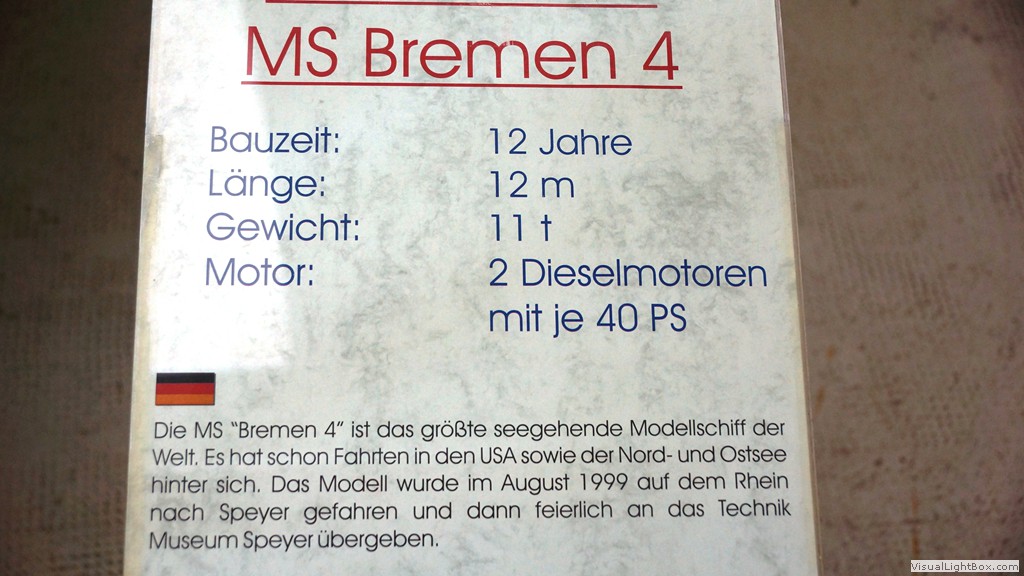 MS Bremen 4
Bauzeit: 12 Jahre
Länge: 12 m
Gewicht: 11 t
Motor: 2 Dieselmotoren
mit je 40 PS
Die MS "Bremen 4" ist das größte seegehende Modellschiff der
Welt. Es hat schon Fahrten in den USA sowie der Nord- und Ostsee
hinter sich. Das Modell wurde im August 1999 auf dem Rhein
nach Speyer gefahren und dann feierlich an das Technik
Museum Speyer übergeben.
VisualLightBox.com